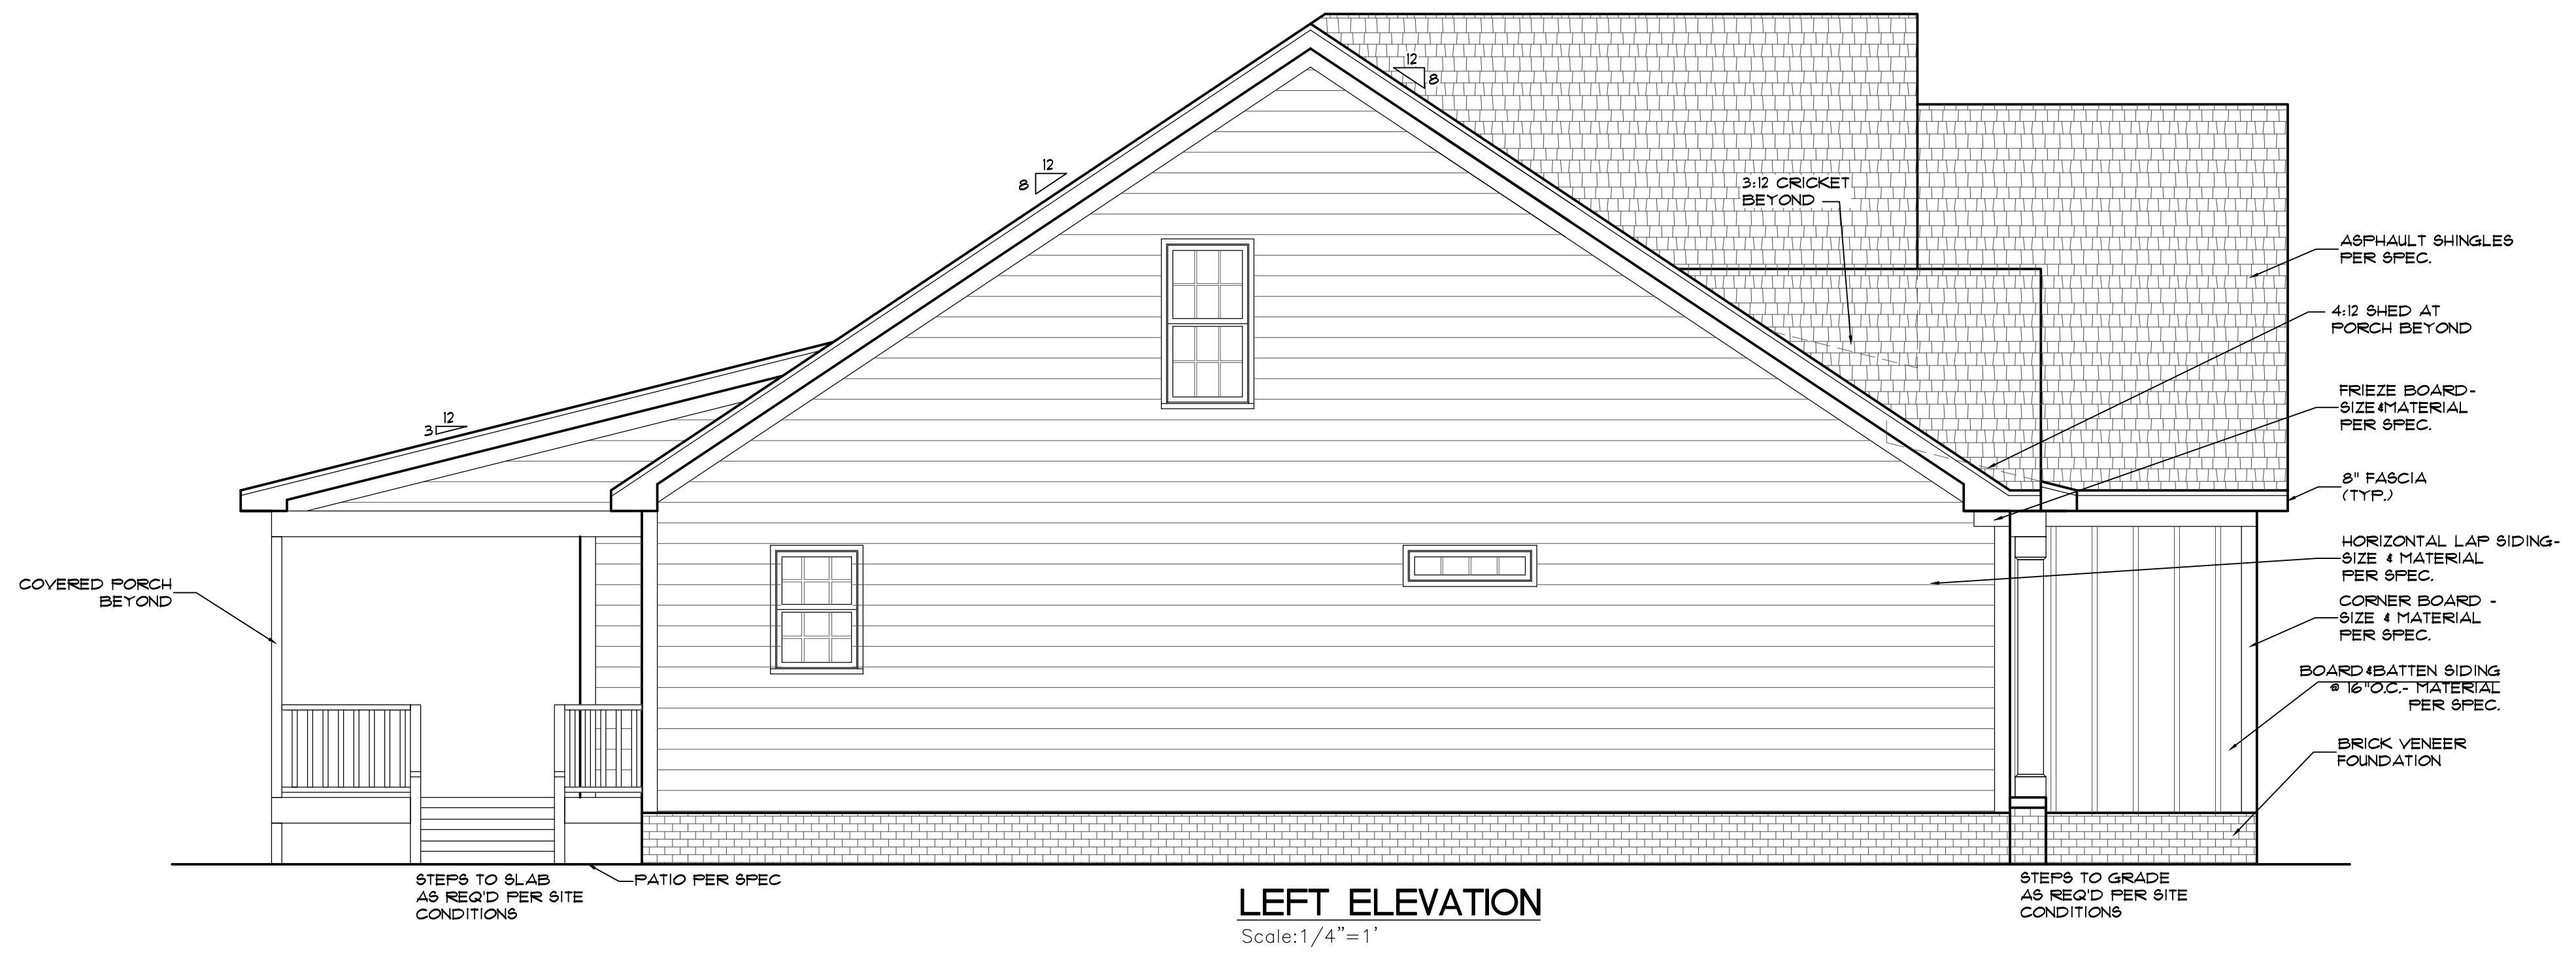 12
8
12
8
3:12 CRICKET
BEYOND
ASPHAULT SHINGLES
PER SPEC.
4:12 SHED AT
PORCH BEYOND
FRIEZE BOARD-
SIZE&MATERIAL
PER SPEC.
12
3
8" FASCIA
(TYP.)
HORIZONTAL LAP SIDING-
SIZE & MATERIAL
PER SPEC.
COVERED PORCH
BEYOND
CORNER BOARD -
SIZE & MATERIAL
PER SPEC.
BOARD&BATTEN SIDING
@ 16"O.C.- MATERIAL
PER SPEC.
BRICK VENEER
FOUNDATION
STEPS TO SLAB
AS REQ'D PER SITE
CONDITIONS
PATIO PER SPEC
STEPS TO GRADE
AS REQ'D PER SITE
CONDITIONS
LEFT ELEVATION
Scale:1/4"=1'